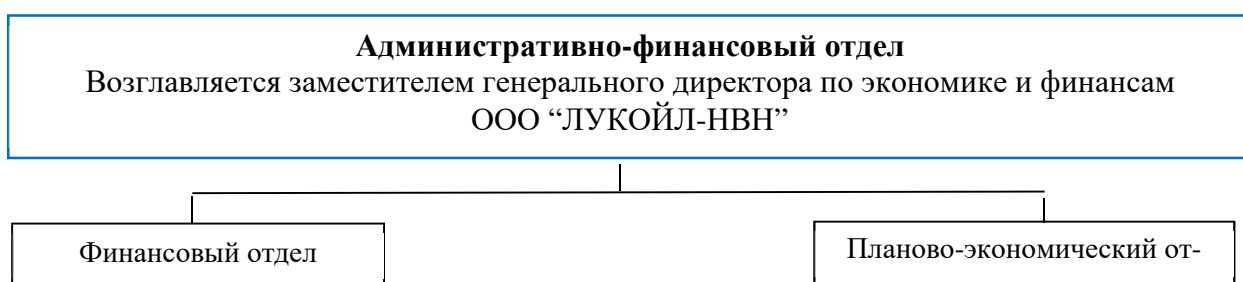 Административно-финансовый отдел
Возглавляется заместителем генерального директора по экономике и финансам
ООО “ЛУКОЙЛ-НВН”
Финансовый отдел
Планово-экономический от-